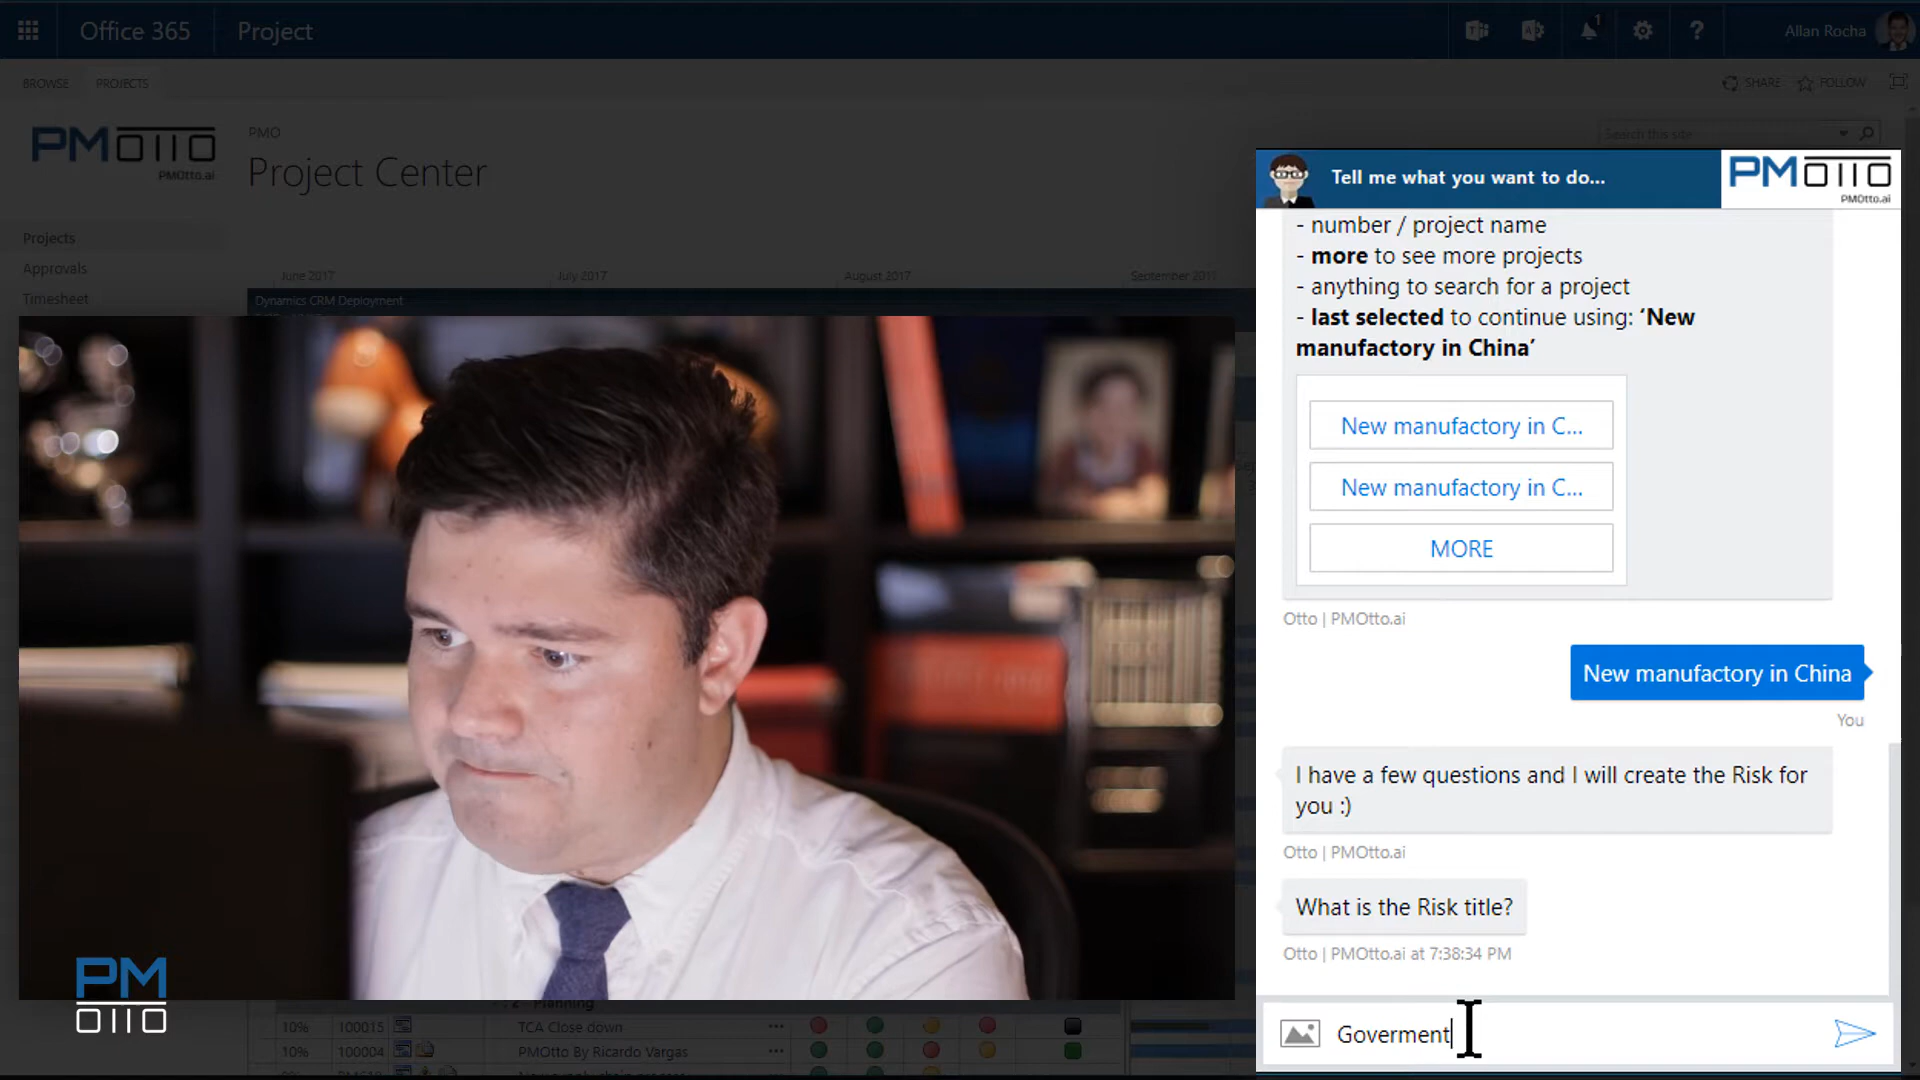 Office 365
Project
1
?
Allan Rocha
BROWSE
PROJECTS
SHARE
FOLLOW
PMOTTO
PMOtto.ai
PMO
Project Center
Search this site
Projects
Approvals
Timesheet
June 2017
July 2017
August 2017
September 2017
Dynamics CRM Deployment
Tell me what you want to do...
PMOTTO
PMOtto.ai
- number / project name
- more to see more projects
- anything to search for a project
- last selected to continue using: ‘New
manufactory in China’
New manufactory in C...
New manufactory in C...
MORE
Otto | PMOtto.ai
New manufactory in China
You
I have a few questions and I will create the Risk for
you :)
Otto | PMOtto.ai
What is the Risk title?
Otto | PMOtto.ai at 7:38:34 PM
Goverment
PM
OTTO
Planning
10% 100015 TCA Close down ...
10% 100004 PMOtto By Ricardo Vargas ...